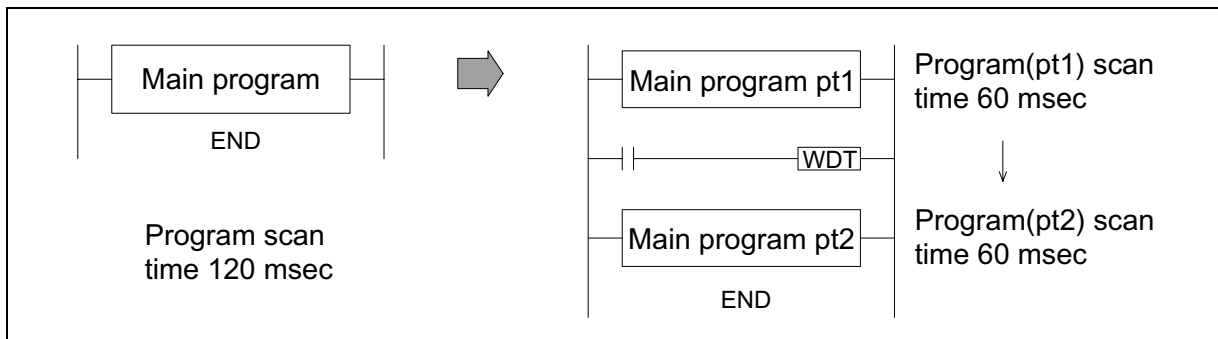 Main program
END
Program scan
time 120 msec
Main program pt1
WDT
Main program pt2
END
Program(pt1) scan
time 60 msec
Program(pt2) scan
time 60 msec